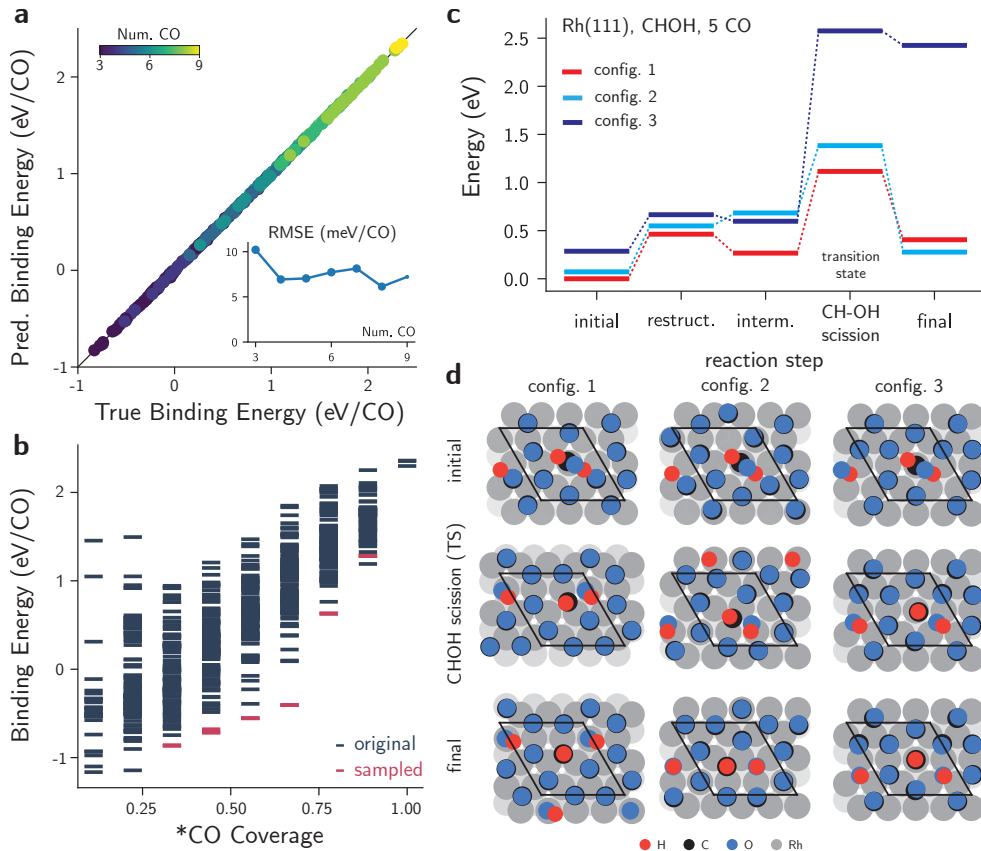 a
Num. CO
3 6 9
Pred. Binding Energy (eV/CO)
2
1
0
-1
-1 0 1 2
True Binding Energy (eV/CO)
RMSE (meV/CO)
10
5
0
Num. CO
3 6 9
b
Binding Energy (eV/CO)
2
1
0
-1
original
sampled
0.25 0.50 0.75 1.00
*CO Coverage
c
Rh(111), CHOH, 5 CO
config. 1
config. 2
config. 3
Energy (eV)
2.5
2.0
1.5
1.0
0.5
0.0
transition
state
initial restruct. interm. CH-OH scission final
reaction step
d
config. 1 config. 2 config. 3
initial
CHOH scission (TS)
final
H C O Rh